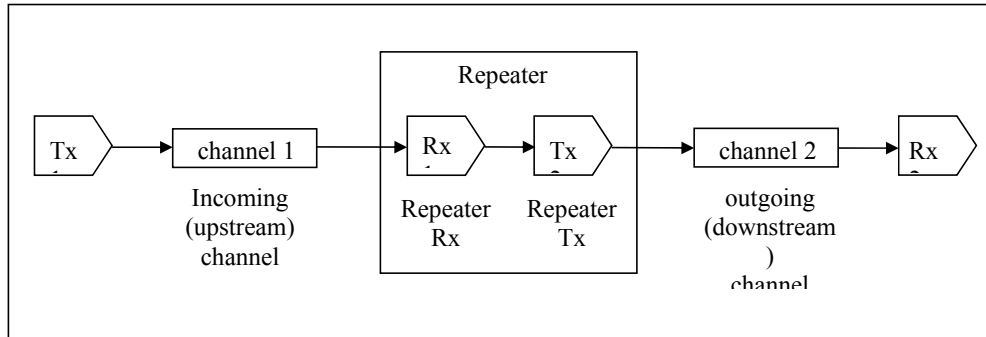 Repeater
Tx
channel 1
Rx
Tx
channel 2
Rx
Incoming
(upstream)
channel
Repeater
Rx
Repeater
Tx
outgoing
(downstream
)
channel